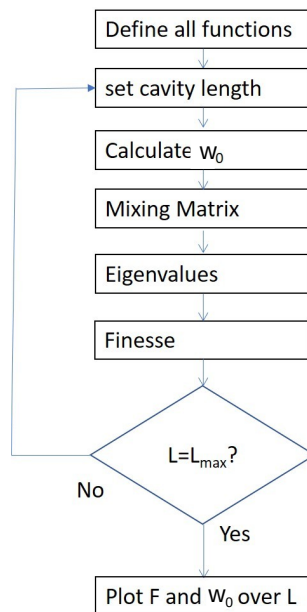 Define all functions
set cavity length
Calculate w₀
Mixing Matrix
Eigenvalues
Finesse
L=Lmax?
No
Yes
Plot F and w₀ over L